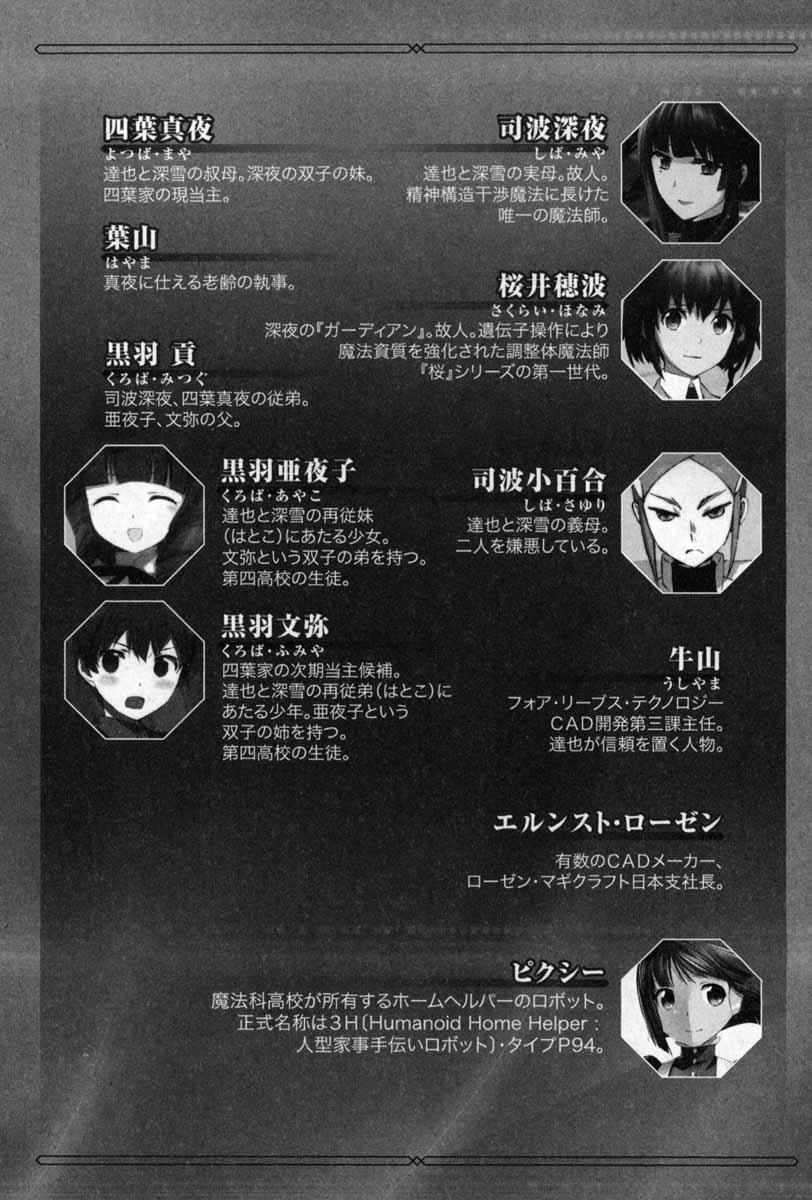 四葉真夜
よつば・まや
達也と深雪の叔母。深夜の双子の妹。
四葉家の現当主。
葉山
はやま
真夜に仕える老齢の執事。
黒羽 貢
くろば・みつぐ
司波深夜、四葉真夜の従弟。
亜夜子、文弥の父。
黒羽亜夜子
くろば・あやこ
達也と深雪の再従妹
(はとこ)にあたる少女。
文弥という双子の弟を持つ。
第四高校の生徒。
黒羽文弥
くろば・ふみや
四葉家の次期当主候補。
達也と深雪の再従弟(はとこ)に
あたる少年。亜夜子という
双子の姉を持つ。
第四高校の生徒。
司波深夜
しば・みや
達也と深雪の実母。故人。
精神構造干渉魔法に長けた
唯一の魔法師。
桜井穂波
さくらい・ほなみ
深夜の『ガーディアン』。故人。遺伝子操作により
魔法資質を強化された調整体魔法師
『桜』シリーズの第一世代。
司波小百合
しば・さゆり
達也と深雪の義母。
二人を嫌悪している。
牛山
うしやま
フォア・リーブス・テクノロジー
CAD開発第三課主任。
達也が信頼を置く人物。
エルンスト・ローゼン
有数のCADメーカー、
ローゼン・マギクラフト日本支社長。
ピクシー
魔法科高校が所有するホームヘルパーのロボット。
正式名称は3H(Humanoid Home Helper:
人型家事手伝いロボット)・タイプP94。